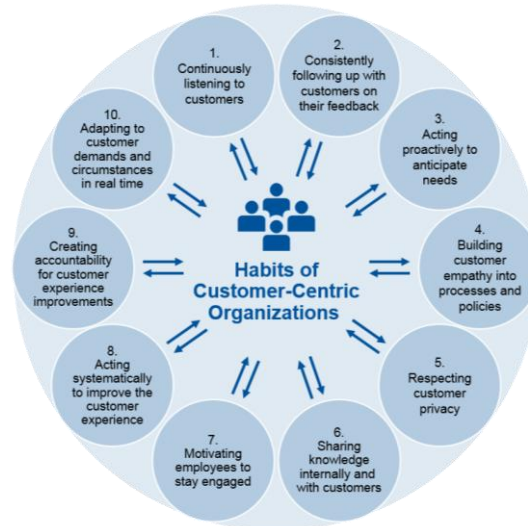 1.
Continuously
listening to
customers
2.
Consistently
following up with
customers on
their feedback
3.
Acting
proactively to
anticipate
needs
4.
Building
customer
empathy into
processes and
policies
5.
Respecting
customer
privacy
6.
Sharing
knowledge
internally and
with customers
7.
Motivating
employees to
stay engaged
8.
Acting
systematically
to improve the
customer
experience
9.
Creating
accountability
for customer
experience
improvements
10.
Adapting to
customer
demands and
circumstances
in real time
Habits of
Customer-Centric
Organizations